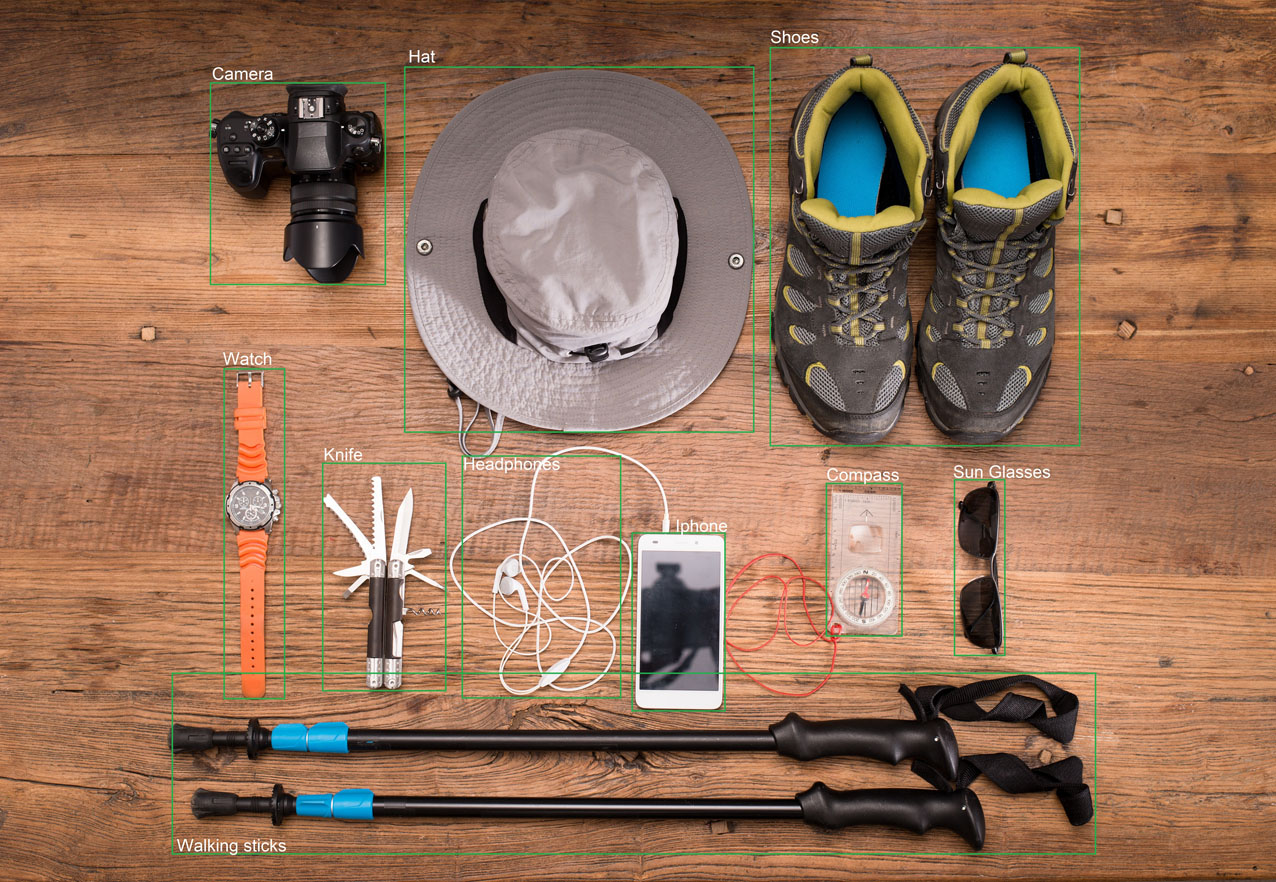 Shoes
Hat
Camera
Watch
Knife
Headphones
Compass
Sun Glasses
Iphone
N
Walking sticks